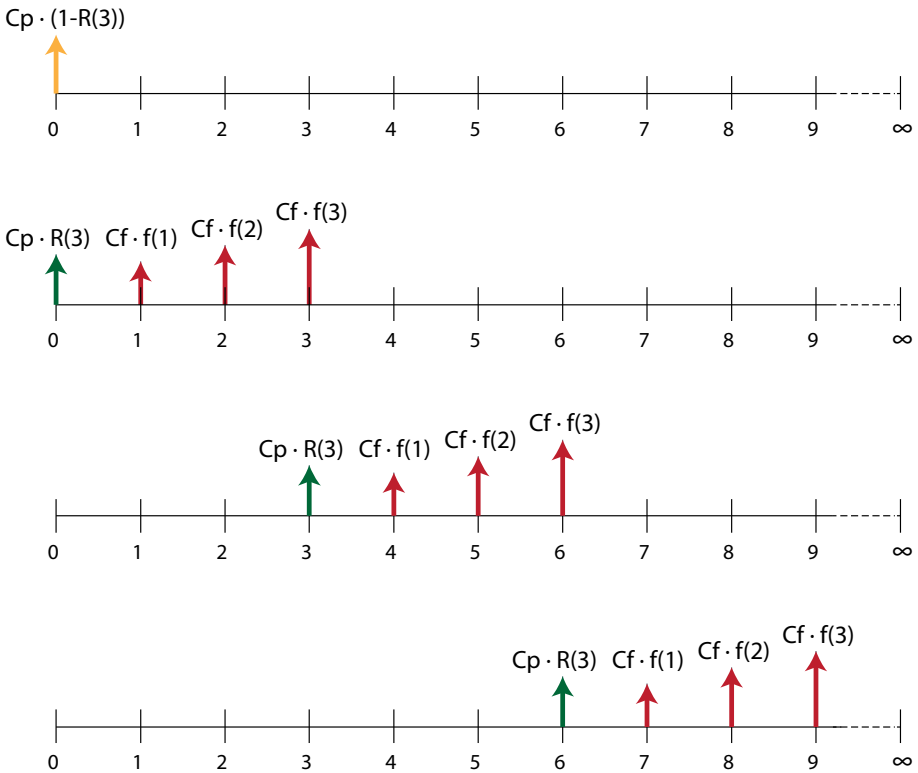 Cp · (1-R(3))
0 1 2 3 4 5 6 7 8 9 ∞
Cp · R(3) Cf · f(1) Cf · f(2) Cf · f(3)
0 1 2 3 4 5 6 7 8 9 ∞
Cp · R(3) Cf · f(1) Cf · f(2) Cf · f(3)
0 1 2 3 4 5 6 7 8 9 ∞
Cp · R(3) Cf · f(1) Cf · f(2) Cf · f(3)
0 1 2 3 4 5 6 7 8 9 ∞